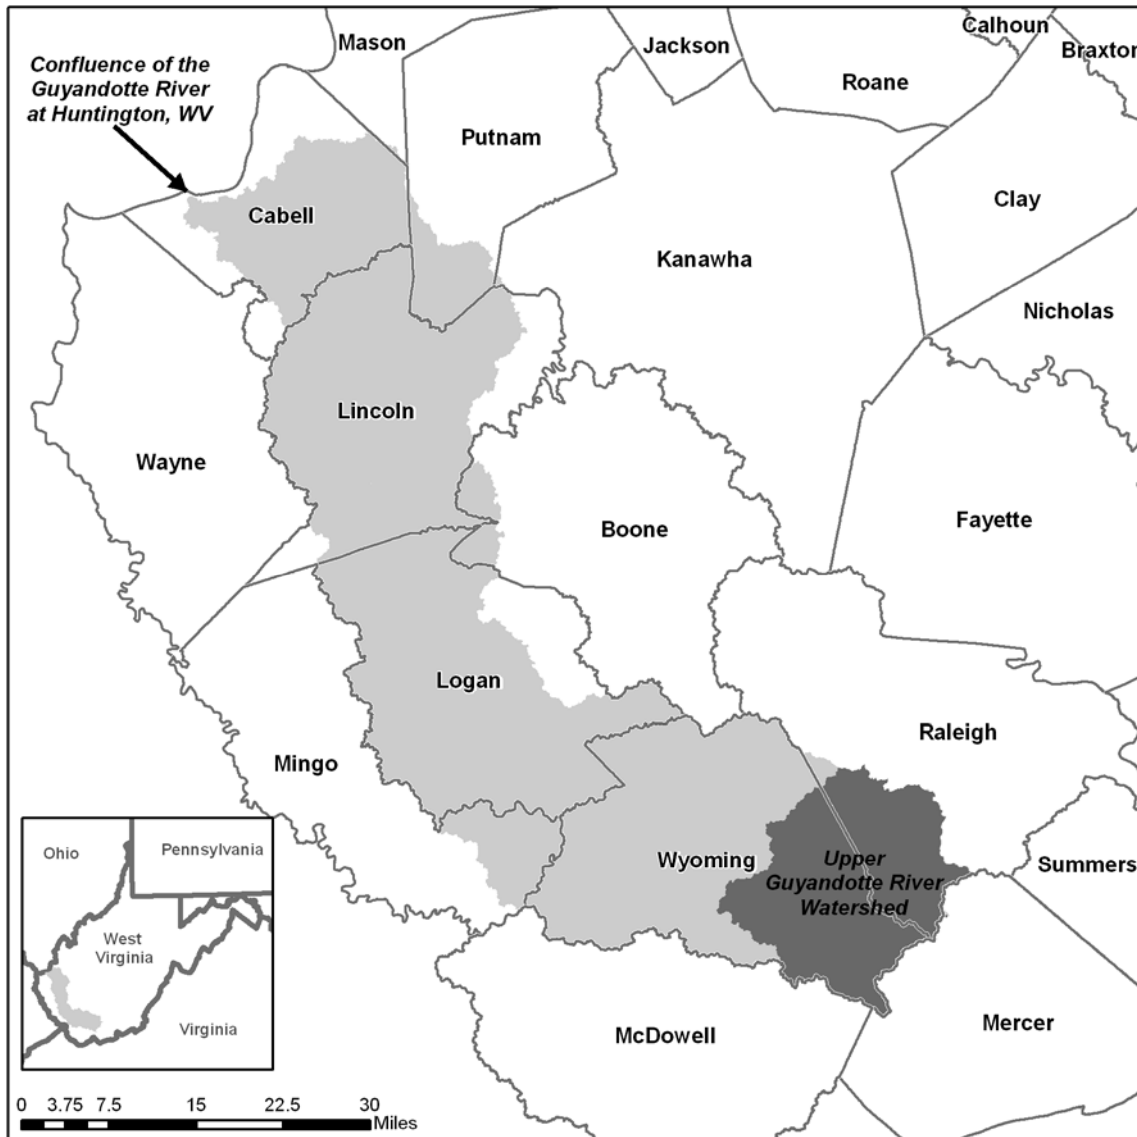 Calhoun
Mason
Jackson
Braxton
Confluence of the
Guyandotte River
at Huntington, WV
Roane
Putnam
Clay
Cabell
Kanawha
Nicholas
Lincoln
Wayne
Fayette
Boone
Logan
Raleigh
Mingo
Wyoming
Upper
Guyandotte River
Watershed
Summers
Ohio
Pennsylvania
West
Virginia
Virginia
McDowell
Mercer
0 3.75 7.5 15 22.5 30
Miles